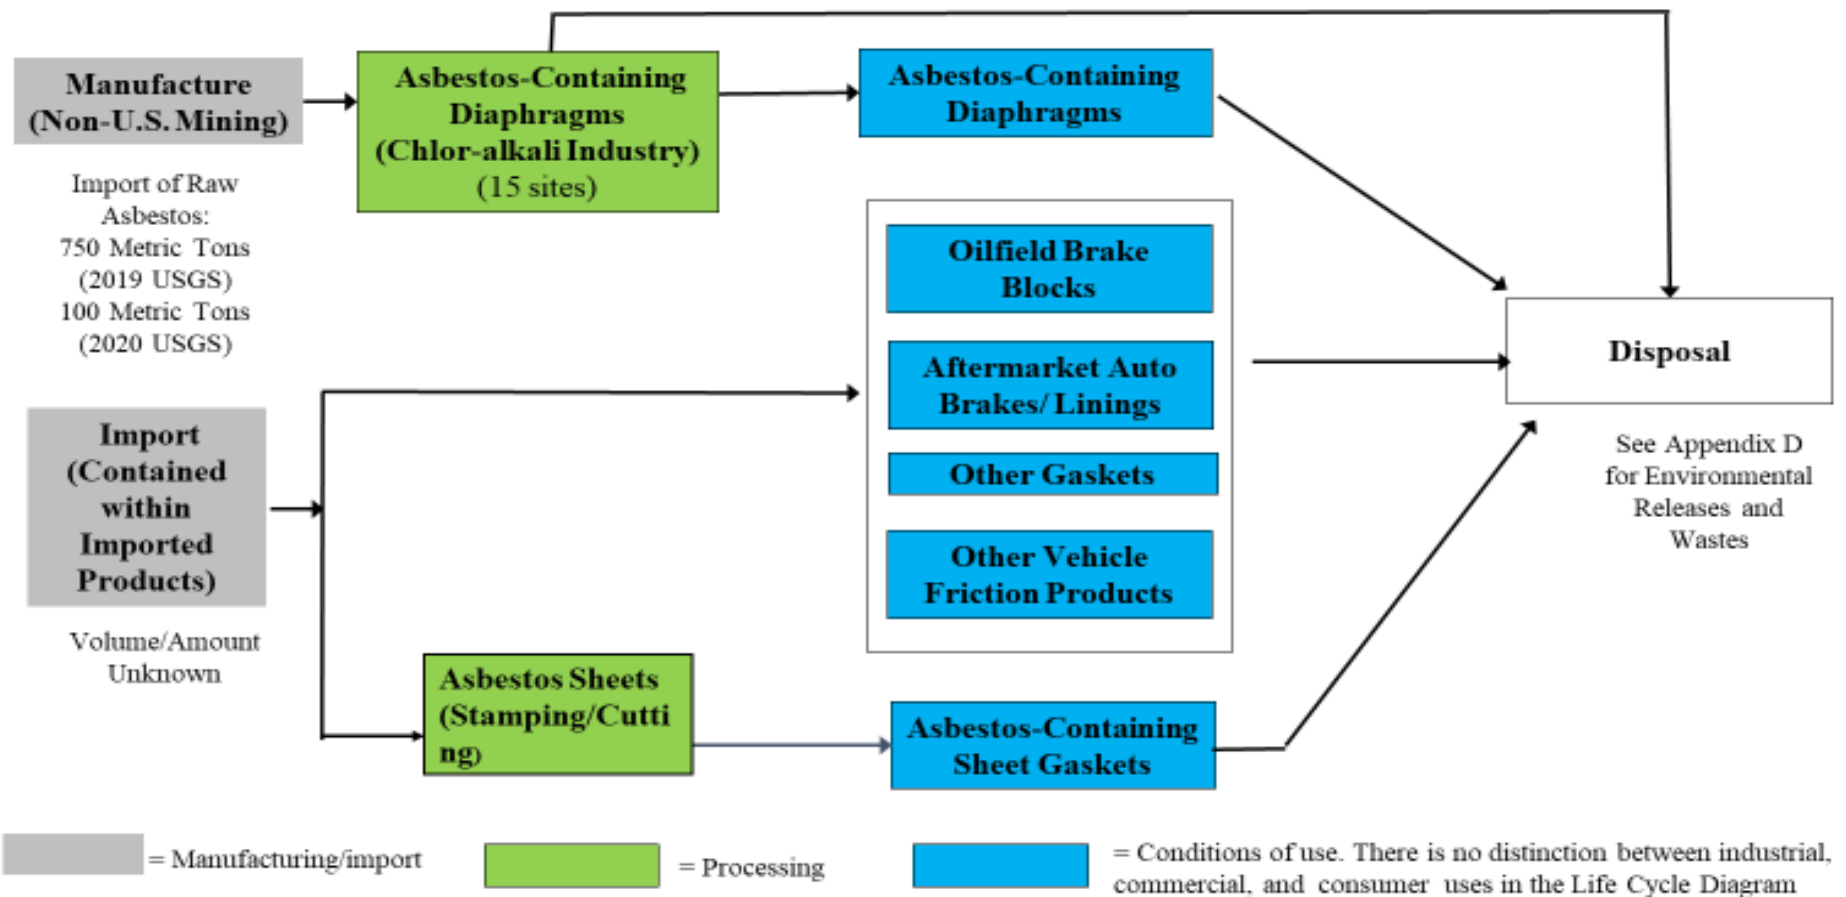 Manufacture
(Non-U.S. Mining)
Import of Raw
Asbestos:
750 Metric Tons
(2019 USGS)
100 Metric Tons
(2020 USGS)
Asbestos-Containing
Diaphragms
(Chlor-alkali Industry)
(15 sites)
Asbestos-Containing
Diaphragms
Import
(Contained
within
Imported
Products)
Volume/Amount
Unknown
Oilfield Brake
Blocks
Aftermarket Auto
Brakes/ Linings
Other Gaskets
Other Vehicle
Friction Products
Asbestos Sheets
(Stamping/Cutti
ng)
Asbestos-Containing
Sheet Gaskets
Disposal
See Appendix D
for Environmental
Releases and
Wastes
= Manufacturing/import
= Processing
= Conditions of use. There is no distinction between industrial,
commercial, and consumer uses in the Life Cycle Diagram